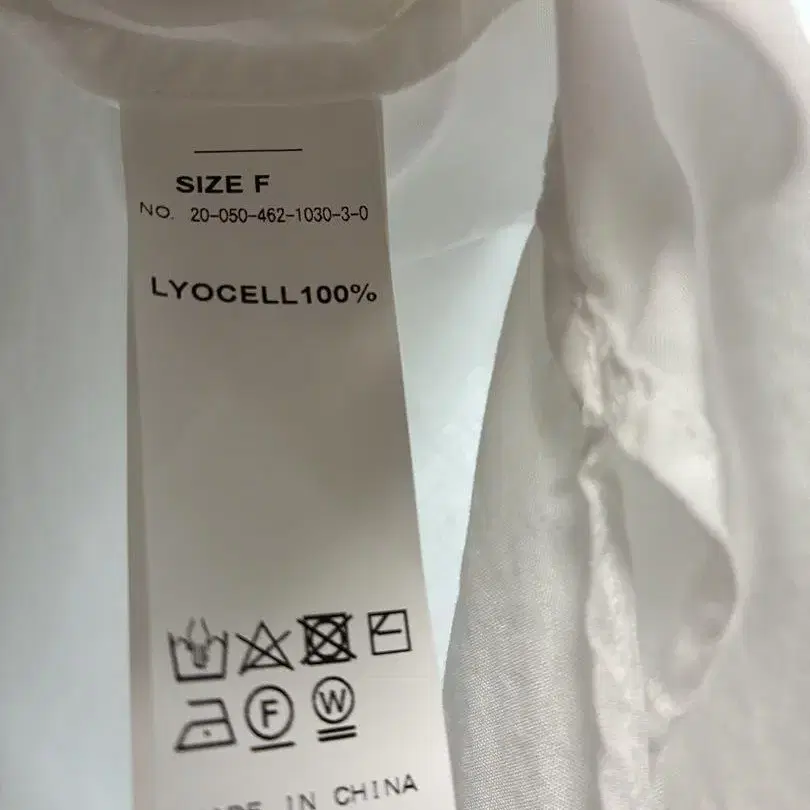 SIZE F
NO. 20-050-462-1030-3-0
LYOCELL100%
F W
IN CHINA